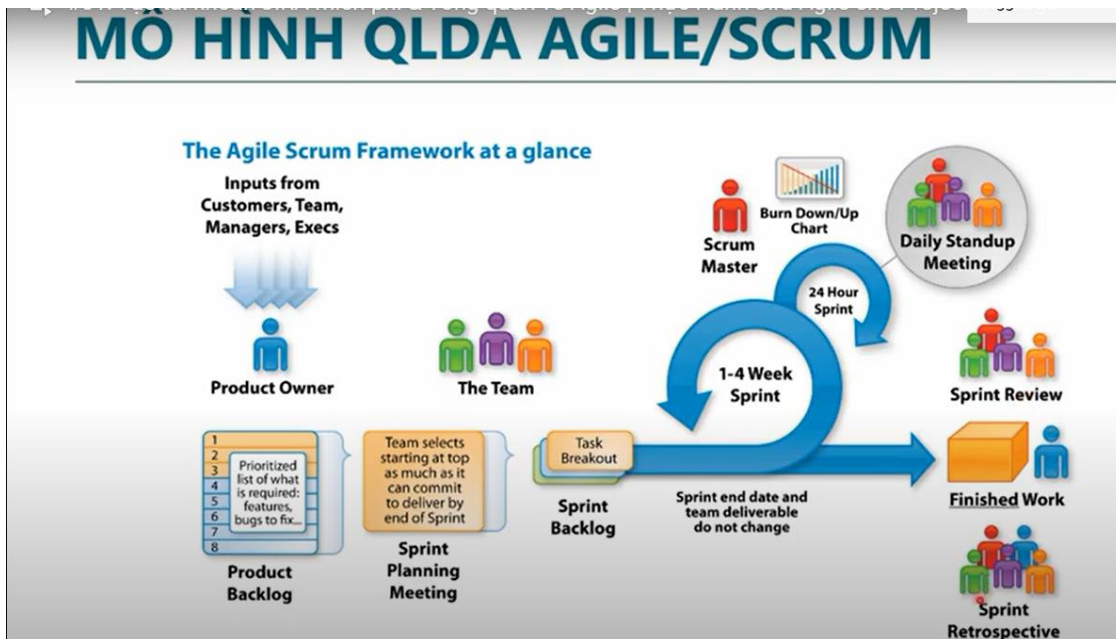 MÔ HÌNH QLDA AGILE/SCRUM
The Agile Scrum Framework at a glance
Inputs from
Customers, Team,
Managers, Execs
Product Owner
The Team
Scrum
Master
Burn Down/Up
Chart
Daily Standup
Meeting
24 Hour
Sprint
1-4 Week
Sprint
Sprint Review
1
2
3
4
5
6
7
8
Prioritized
list of what
is required:
features,
bugs to fix...
Product
Backlog
Team selects
starting at top
as much as it
can commit
to deliver by
end of Sprint
Sprint
Planning
Meeting
Task
Breakout
Sprint
Backlog
Sprint end date and
team deliverable
do not change
Finished Work
Sprint
Retrospective